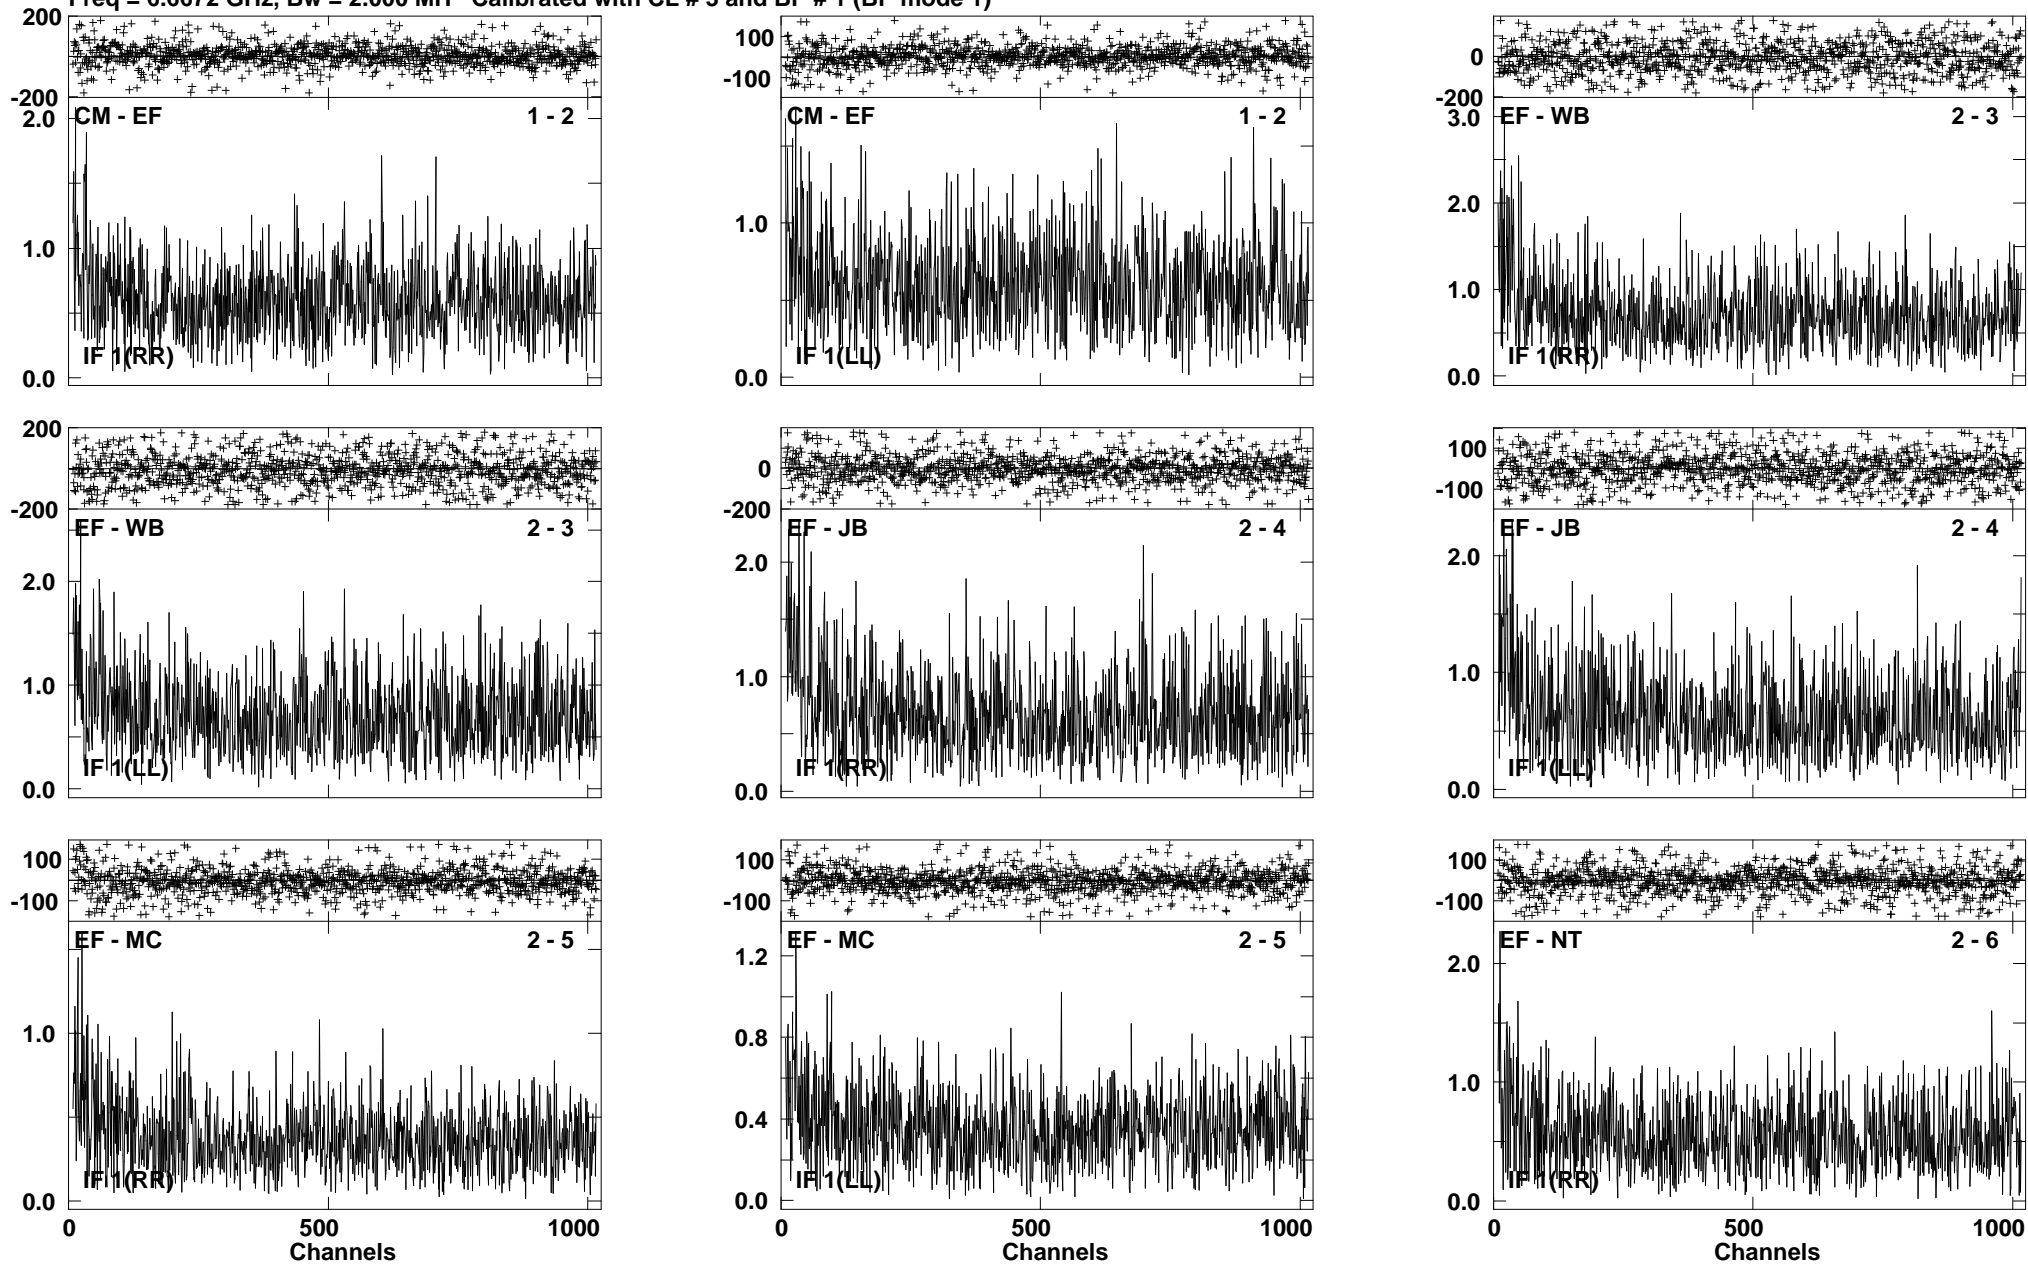 Freq = 6.6672 GHz, Bw = 2.000 Calibrated with CL # 3 and BP # 1 (BP mode 1)
200
-200
100
-100
0
-200
CM - EF 1 - 2
CM - EF 1 - 2
EF - WB 2 - 3
2.0
1.0
0.0
IF 1(RR)
1.0
0.0
IF 1(LL)
3.0
2.0
1.0
0.0
IF 1(RR)
200
0
-200
0
-200
100
-100
EF - WB 2 - 3
EF - JB 2 - 4
EF - JB 2 - 4
2.0
1.0
0.0
IF 1(LL)
2.0
1.0
0.0
IF 1(RR)
2.0
1.0
0.0
IF 1(LL)
100
-100
100
-100
100
-100
EF - MC 2 - 5
EF - MC 2 - 5
EF - NT 2 - 6
1.0
0.0
IF 1(RR)
1.2
0.8
0.4
0.0
IF 1(LL)
2.0
1.0
0.0
IF 1(RR)
0 500 1000
0 500 1000
0 500 1000
Channels
Channels
Channels